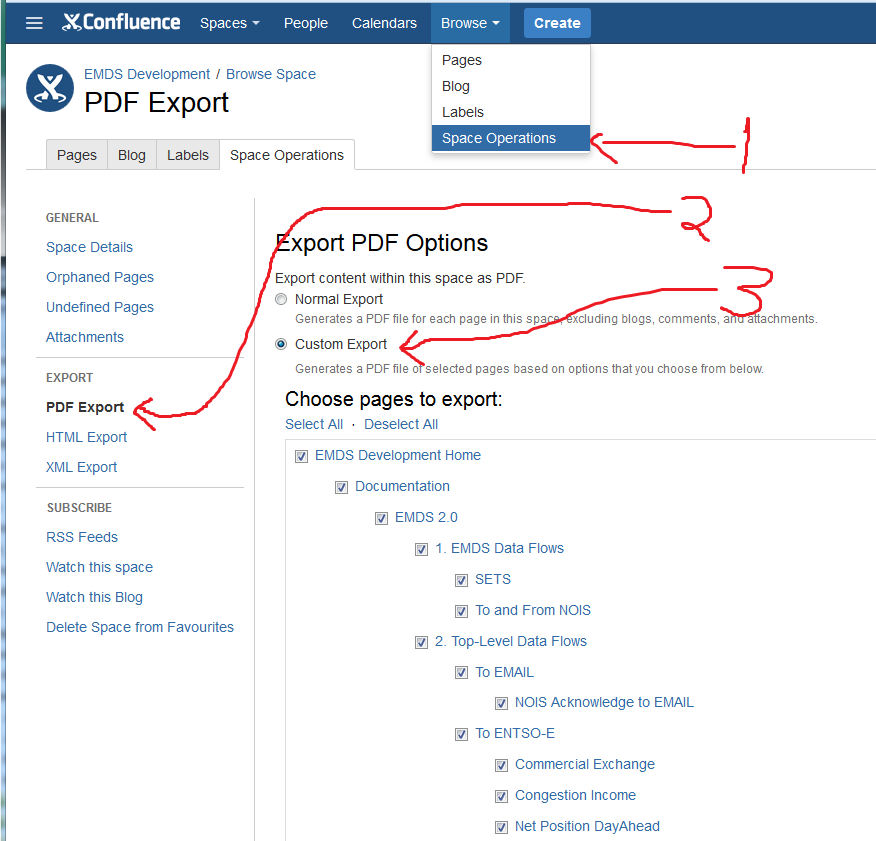 Confluence Spaces People Calendars Browse Create
Pages
Blog
Labels
Space Operations
1
EMDS Development / Browse Space
PDF Export
Pages Blog Labels Space Operations
2
GENERAL
Space Details
Orphaned Pages
Undefined Pages
Attachments
EXPORT
PDF Export
HTML Export
XML Export
SUBSCRIBE
RSS Feeds
Watch this space
Watch this Blog
Delete Space from Favourites
Export PDF Options
Export content within this space as PDF.
3
Normal Export
Generates a PDF file for each page in this space, excluding blogs, comments, and attachments.
Custom Export
Generates a PDF file of selected pages based on options that you choose from below.
Choose pages to export:
Select All · Deselect All
EMDS Development Home
Documentation
EMDS 2.0
1. EMDS Data Flows
SETS
To and From NOIS
2. Top-Level Data Flows
To EMAIL
NOIS Acknowledge to EMAIL
To ENTSO-E
Commercial Exchange
Congestion Income
Net Position DayAhead